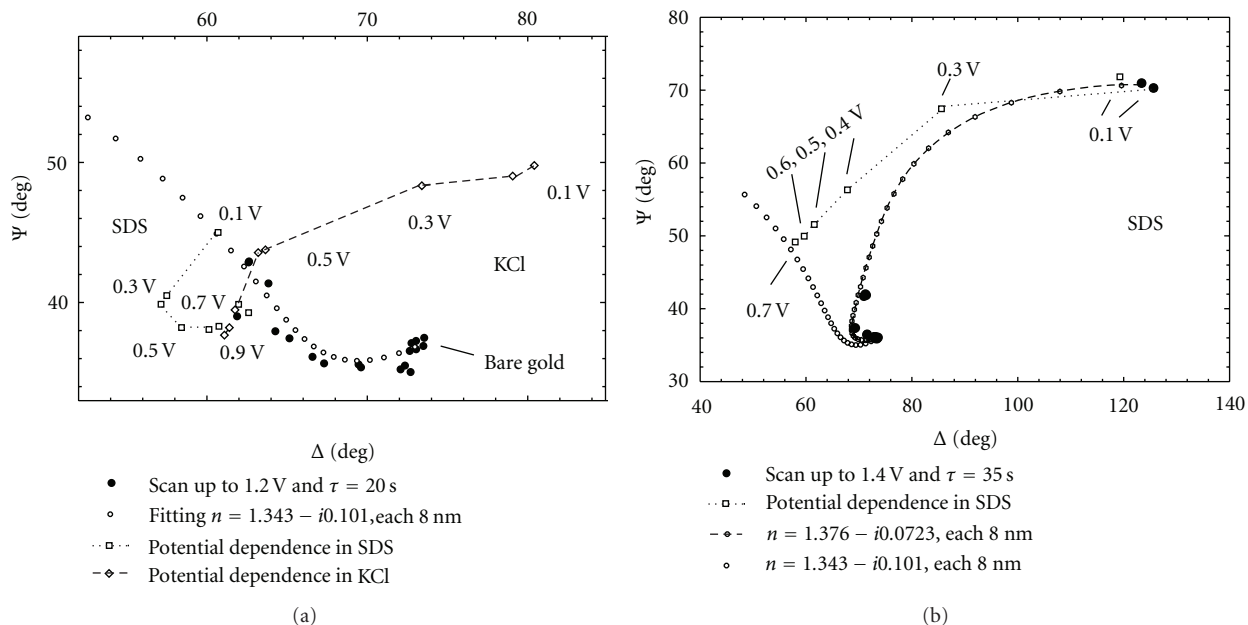 60
70
80
50
40
Ψ (deg)
SDS
0.1 V
0.3 V
0.5 V
0.7 V
0.9 V
0.1 V
0.3 V
0.5 V
KCl
Bare gold
Δ (deg)
Scan up to 1.2 V and τ = 20 s
Fitting n = 1.343 − i0.101,each 8 nm
Potential dependence in SDS
Potential dependence in KCl
(a)
80
70
60
50
40
30
Ψ (deg)
0.3 V
0.6, 0.5, 0.4 V
0.1 V
0.7 V
SDS
40
60
80
100
120
140
Δ (deg)
Scan up to 1.4 V and τ = 35 s
Potential dependence in SDS
n = 1.376 − i0.0723, each 8 nm
n = 1.343 − i0.101, each 8 nm
(b)